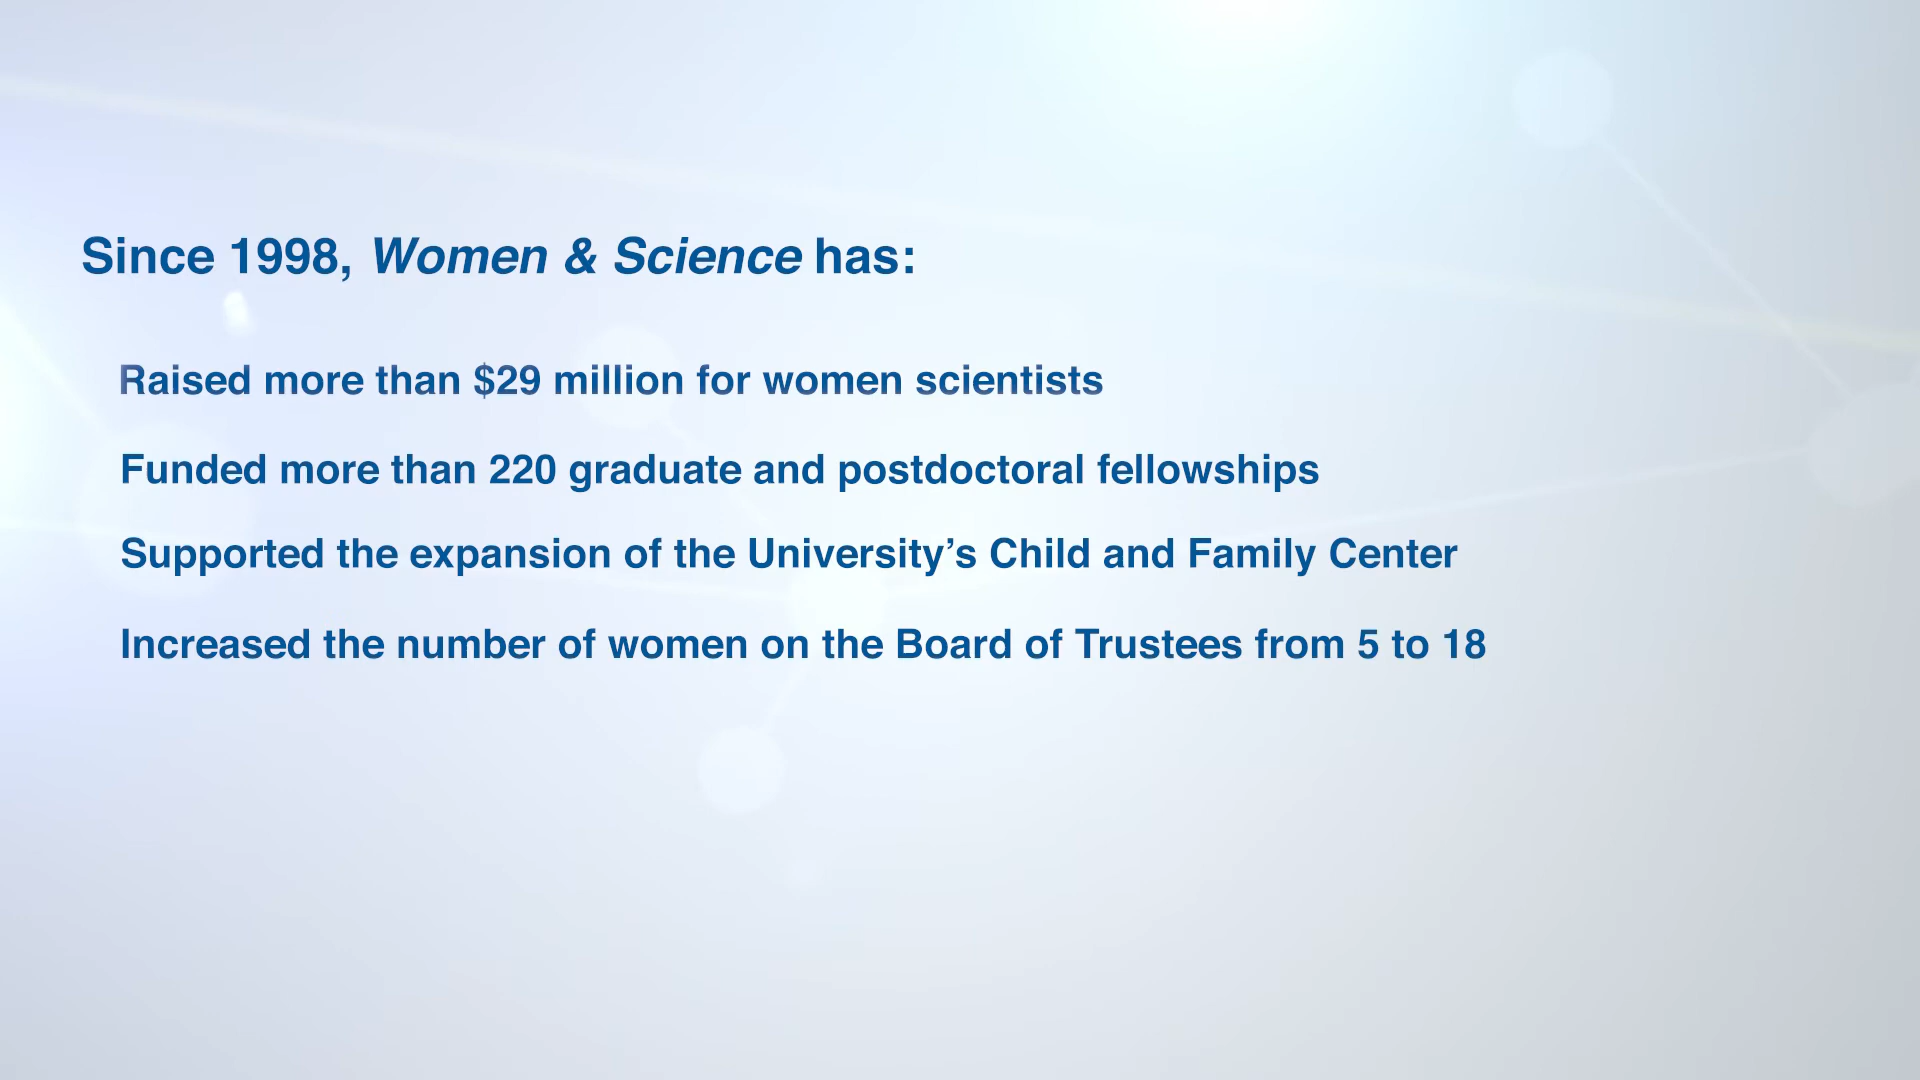 Since 1998, Women & Science has:
Raised more than $29 million for women scientists
Funded more than 220 graduate and postdoctoral fellowships
Supported the expansion of the University’s Child and Family Center
Increased the number of women on the Board of Trustees from 5 to 18